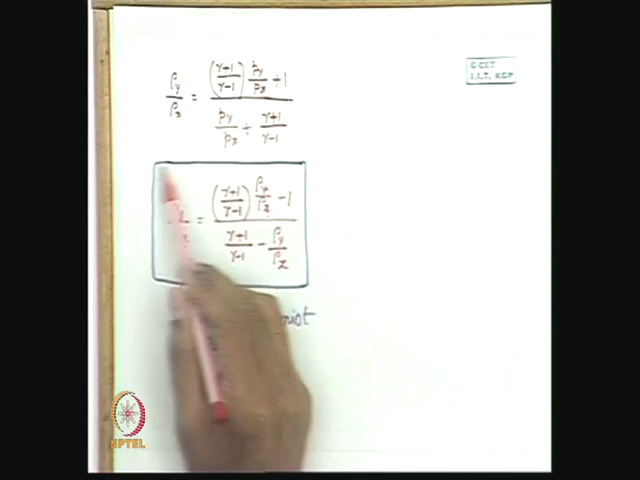 C CET
I.I.T. KGP
ρy/ρx = ((γ+1)/(γ-1) py/px + 1) / (py/px + (γ+1)/(γ-1))
= ((γ+1)/(γ-1) ρy/ρx - 1) / ((γ+1)/(γ-1) - ρy/ρx)
NPTEL